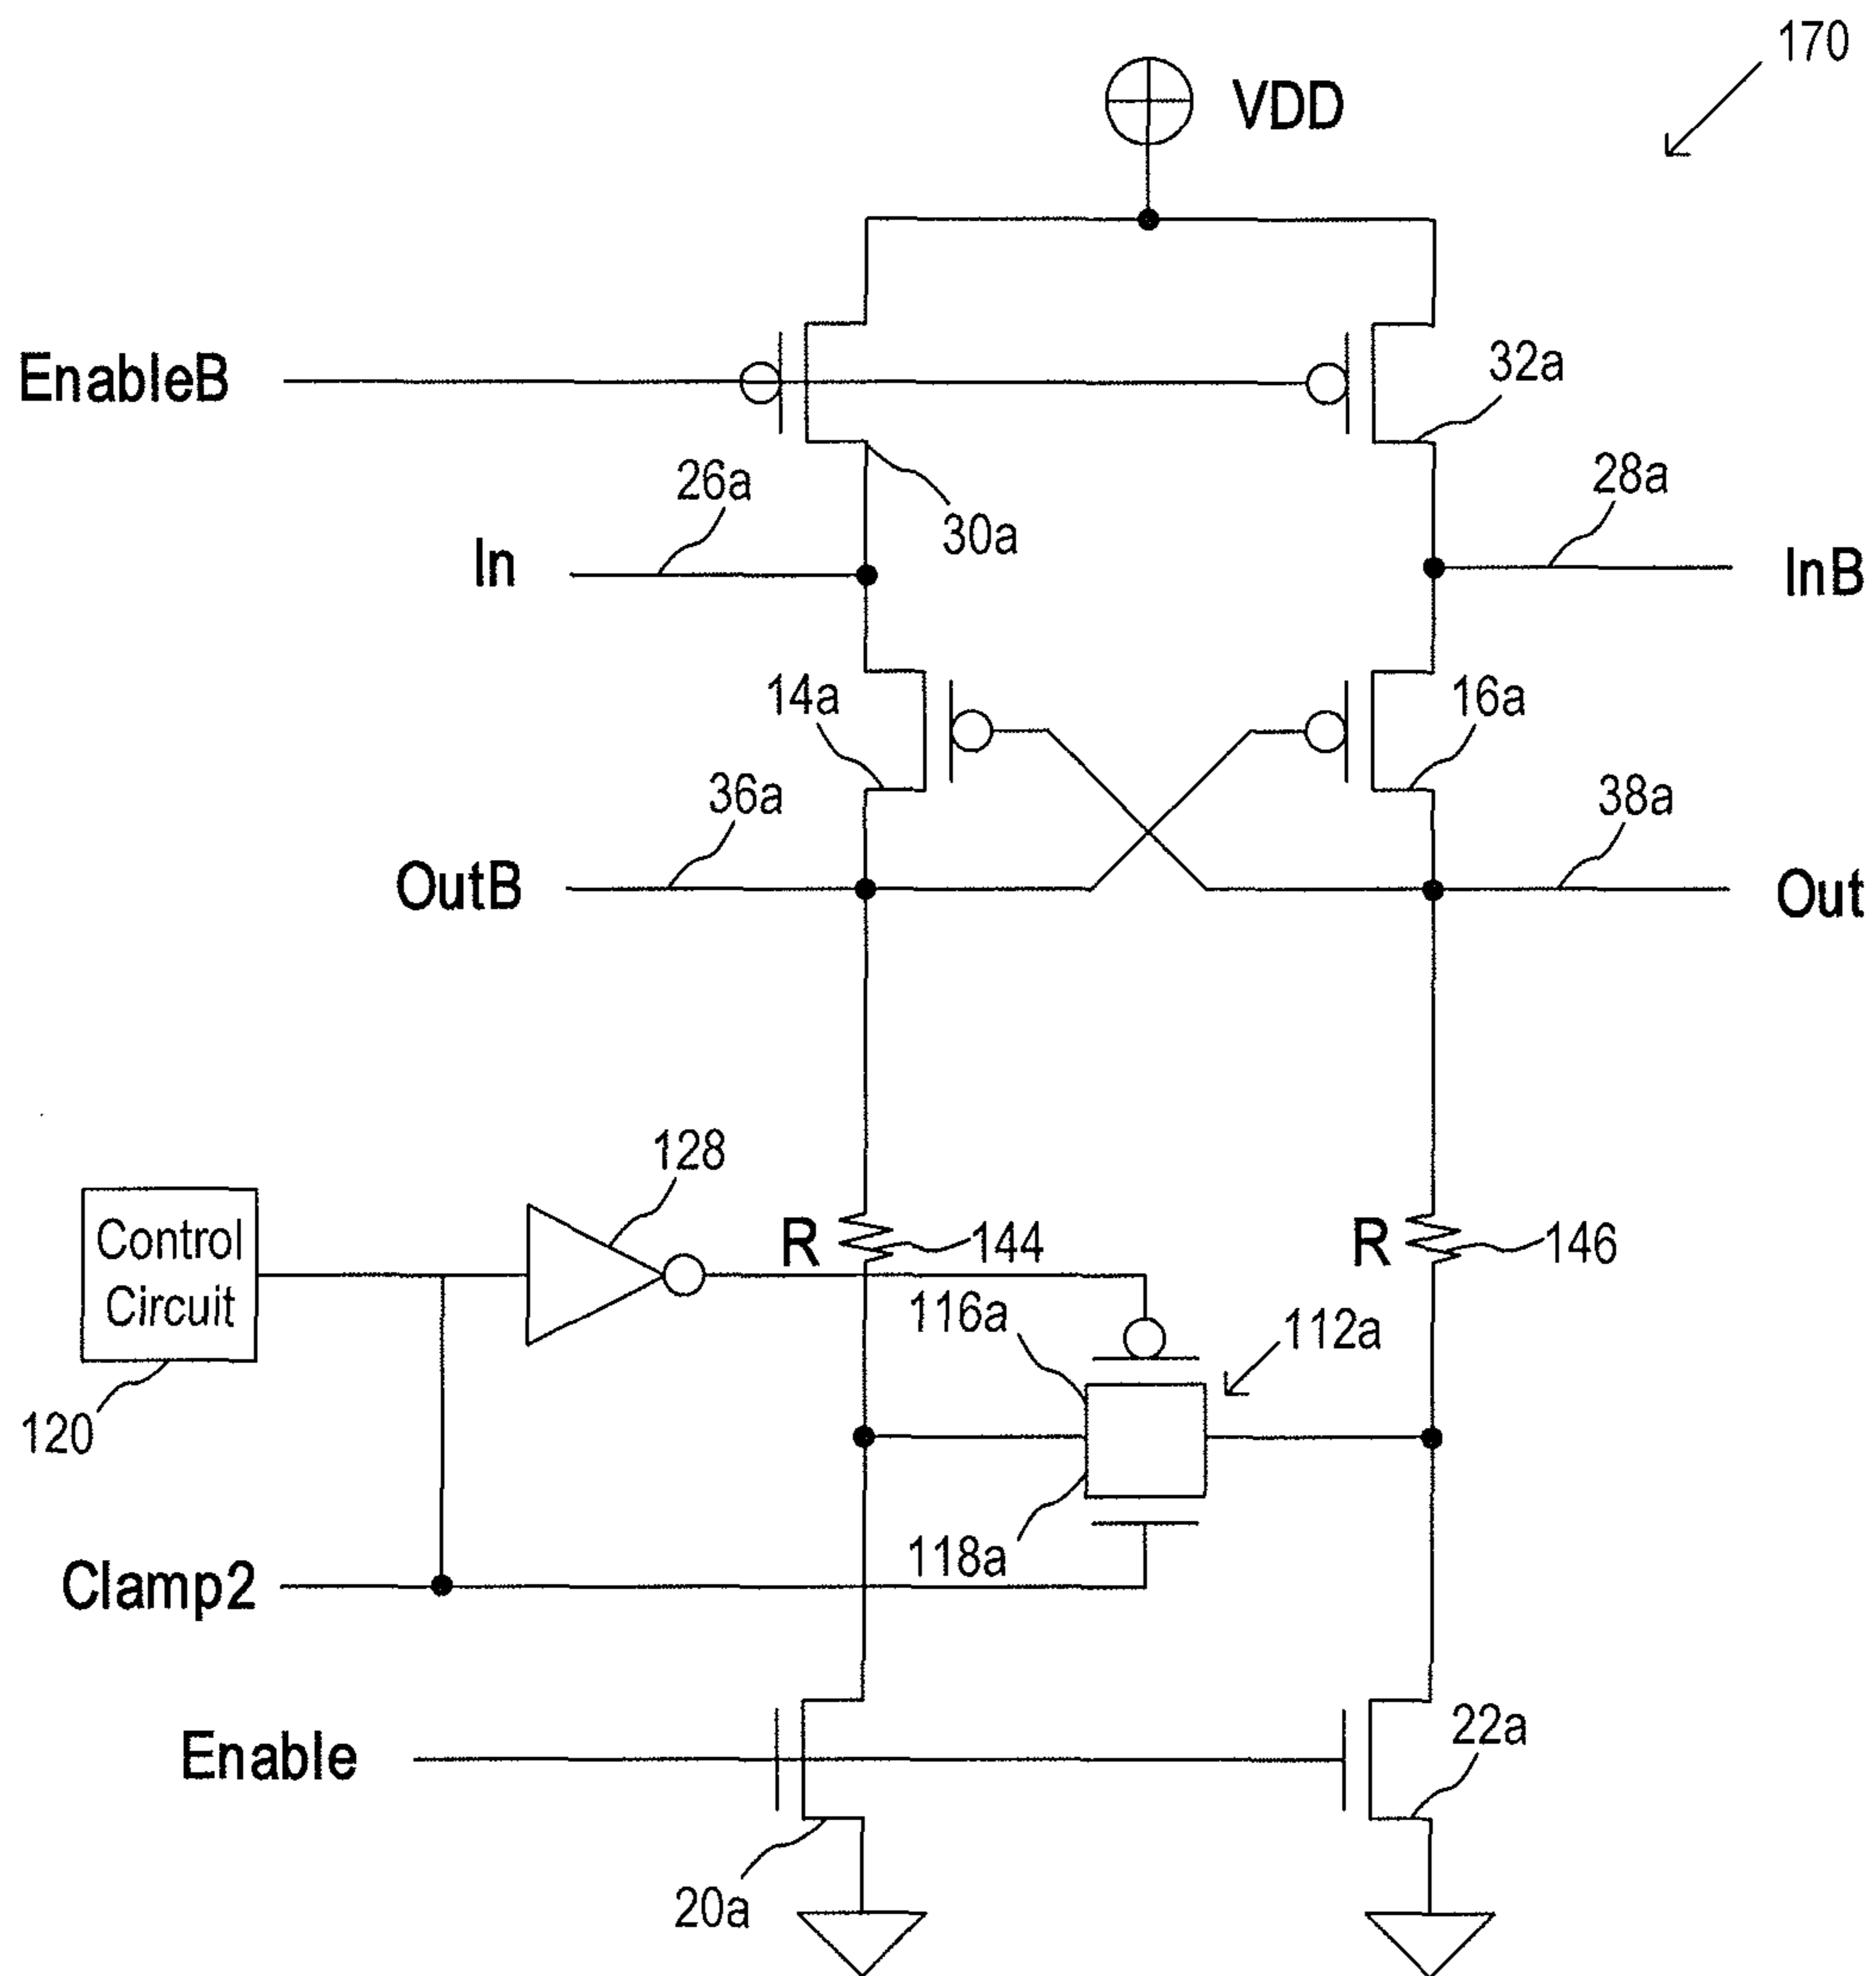 170
VDD
EnableB
32a
26a
28a
30a
In
InB
14a
16a
36a
38a
OutB
Out
128
Control
Circuit
R
144
R
146
116a
112a
120
118a
Clamp2
Enable
22a
20a